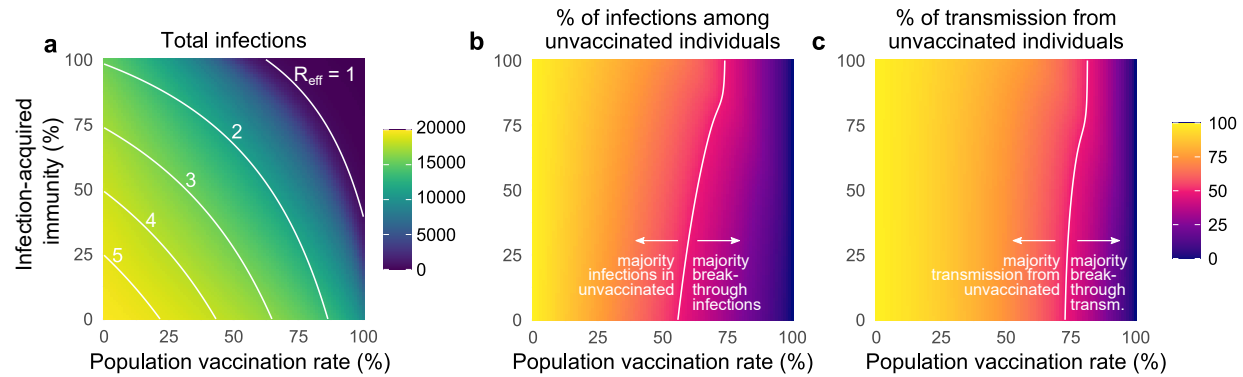 a
Total infections
Infection-acquired
immunity (%)
100
75
50
25
0
R_eff = 1
2
3
4
5
0
25
50
75
100
Population vaccination rate (%)
20000
15000
10000
5000
0
b
% of infections among
unvaccinated individuals
100
75
50
25
0
majority
infections in
unvaccinated
majority
break-
through
infections
0
25
50
75
100
Population vaccination rate (%)
c
% of transmission from
unvaccinated individuals
100
75
50
25
0
majority
transmission from
unvaccinated
majority
break-
through
transm.
0
25
50
75
100
Population vaccination rate (%)
100
75
50
25
0